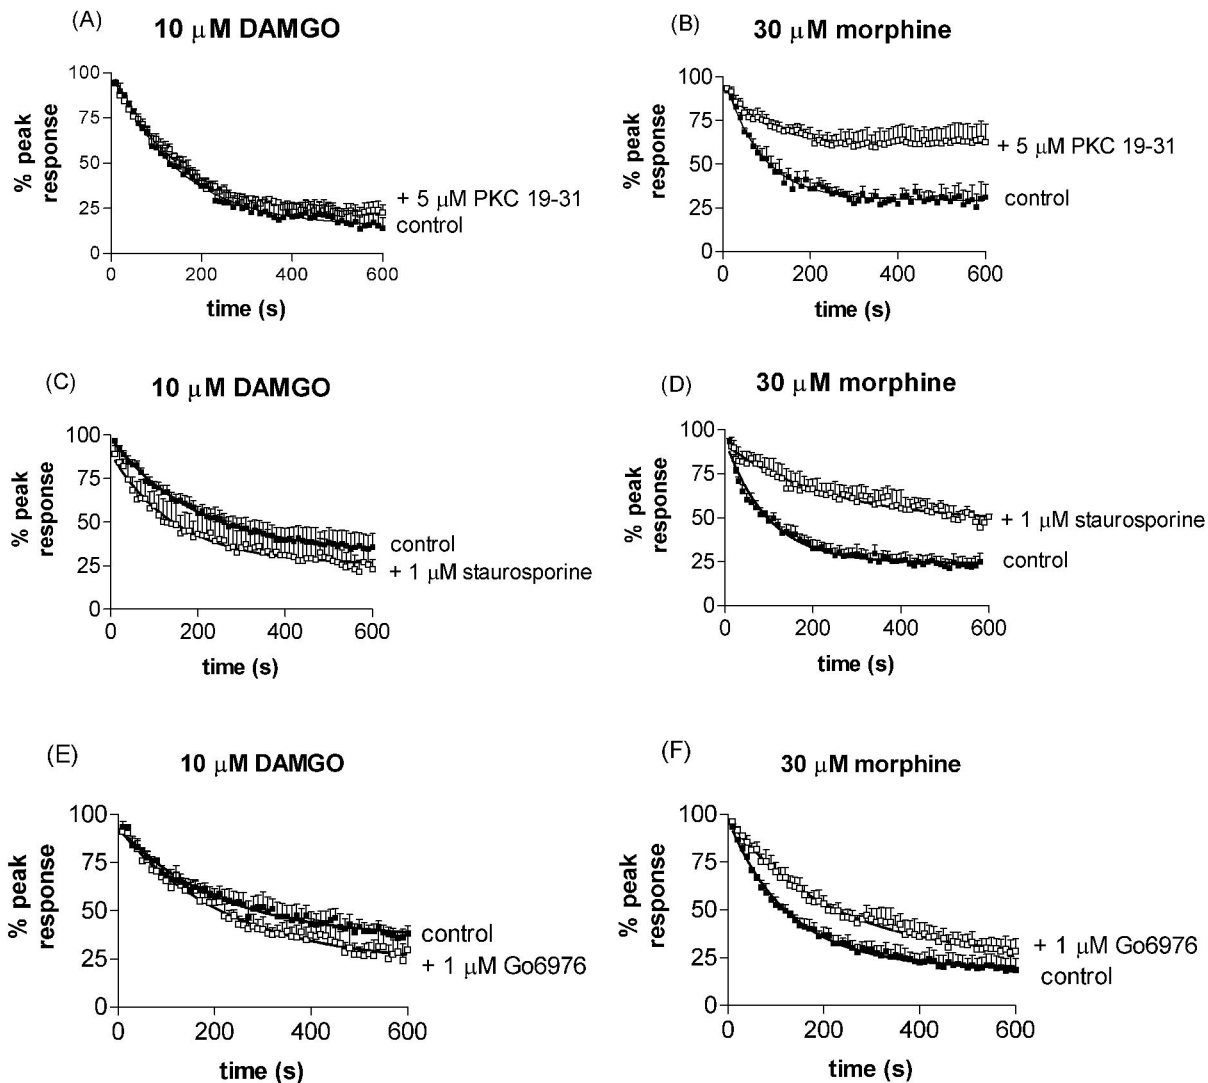 (A)
10 μM DAMGO
% peak
response
100
75
50
25
0
0
200
400
600
time (s)
+ 5 μM PKC 19-31
control
(B)
30 μM morphine
% peak
response
100
75
50
25
0
0
200
400
600
time (s)
+ 5 μM PKC 19-31
control
(C)
10 μM DAMGO
% peak
response
100
75
50
25
0
0
200
400
600
time (s)
control
+ 1 μM staurosporine
(D)
30 μM morphine
% peak
response
100
75
50
25
0
0
200
400
600
time (s)
+ 1 μM staurosporine
control
(E)
10 μM DAMGO
% peak
response
100
75
50
25
0
0
200
400
600
time (s)
control
+ 1 μM Go6976
(F)
30 μM morphine
% peak
response
100
75
50
25
0
0
200
400
600
time (s)
+ 1 μM Go6976
control